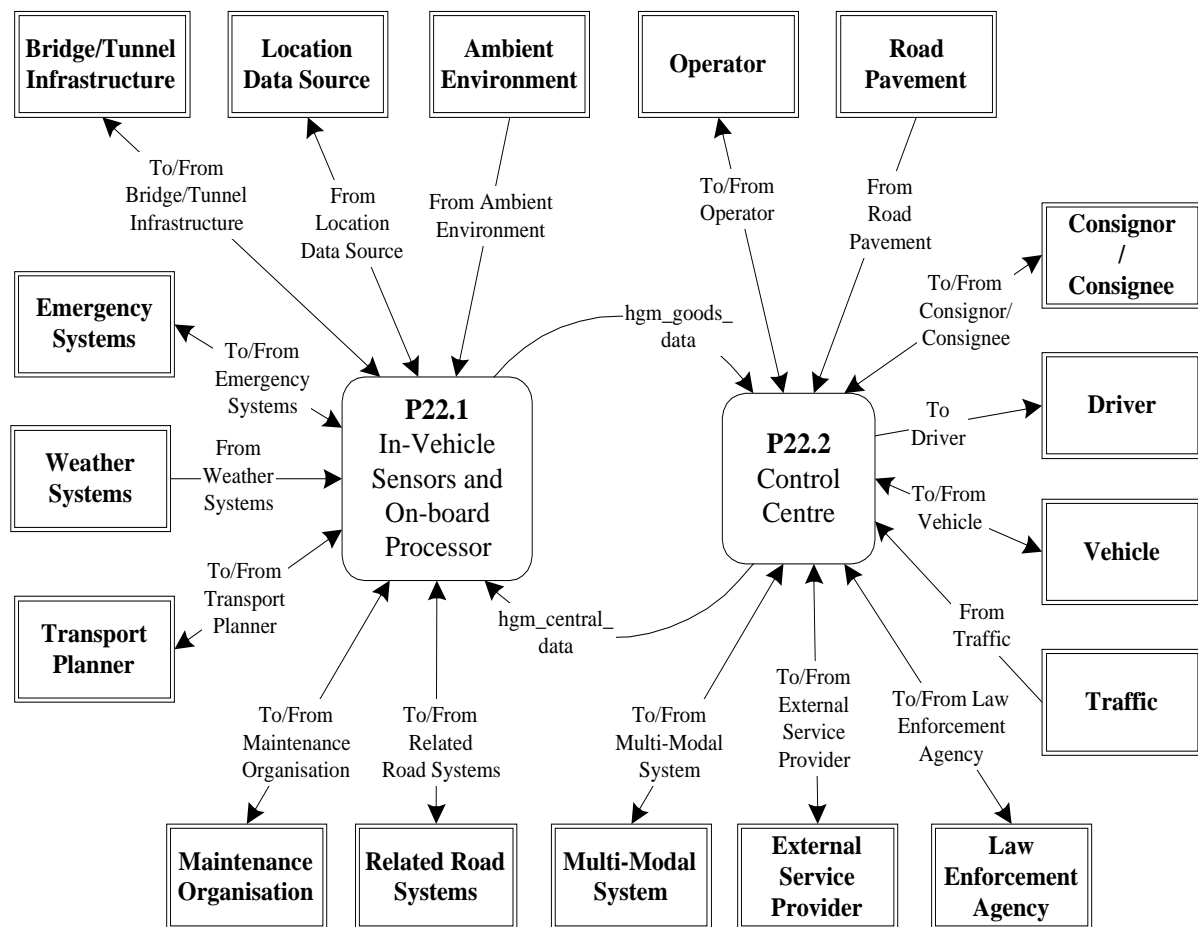 Bridge/Tunnel
Infrastructure
Location
Data Source
Ambient
Environment
Operator
Road
Pavement
To/From
Bridge/Tunnel
Infrastructure
From
Location
Data Source
From Ambient
Environment
To/From
Operator
From
Road
Pavement
Consignor
/
Consignee
To/From
Consignor/
Consignee
Emergency
Systems
To/From
Emergency
Systems
hgm_goods_
data
P22.1
In-Vehicle
Sensors and
On-board
Processor
P22.2
Control
Centre
To
Driver
Driver
Weather
Systems
From
Weather
Systems
To/From
Vehicle
Vehicle
To/From
Transport
Planner
Transport
Planner
hgm_central_
data
From
Traffic
Traffic
To/From
Maintenance
Organisation
To/From
Related
Road Systems
To/From
Multi-Modal
System
To/From
External
Service
Provider
To/From Law
Enforcement
Agency
Maintenance
Organisation
Related Road
Systems
Multi-Modal
System
External
Service
Provider
Law
Enforcement
Agency